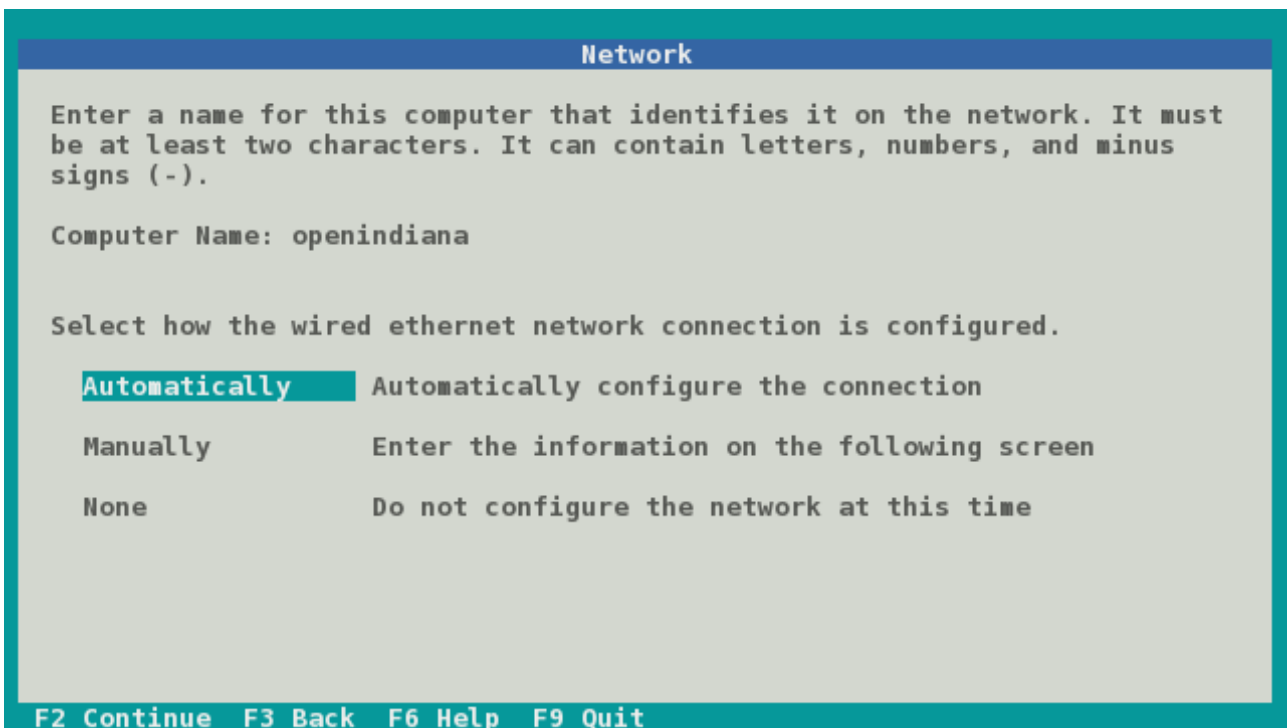 Network
Enter a name for this computer that identifies it on the network. It must
be at least two characters. It can contain letters, numbers, and minus
signs (-).
Computer Name: openindiana
Select how the wired ethernet network connection is configured.
Automatically Automatically configure the connection
Manually Enter the information on the following screen
None Do not configure the network at this time
F2 Continue F3 Back F6 Help F9 Quit